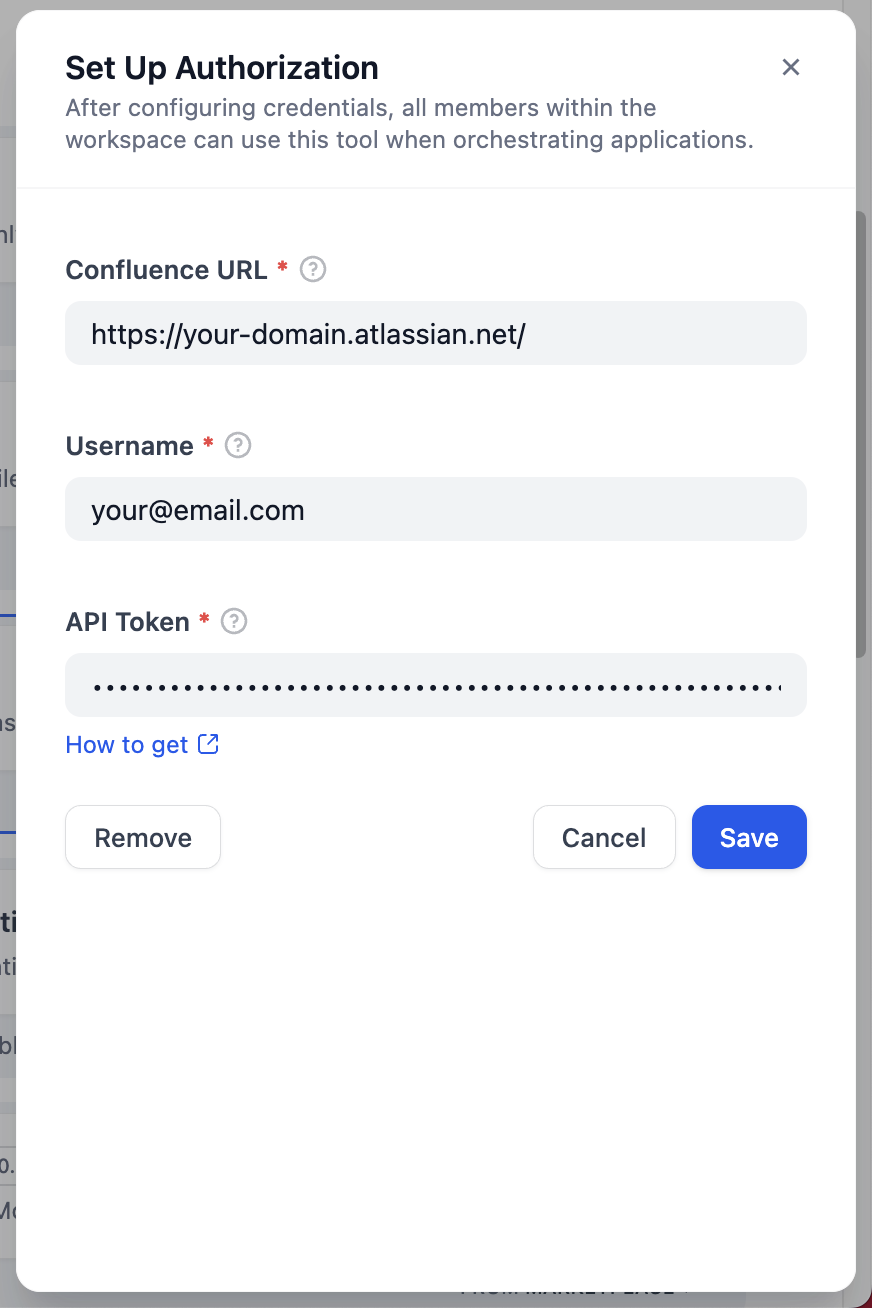 Set Up Authorization
After configuring credentials, all members within the
workspace can use this tool when orchestrating applications.
Confluence URL *
https://your-domain.atlassian.net/
Username *
your@email.com
API Token *
How to get
Remove
Cancel
Save